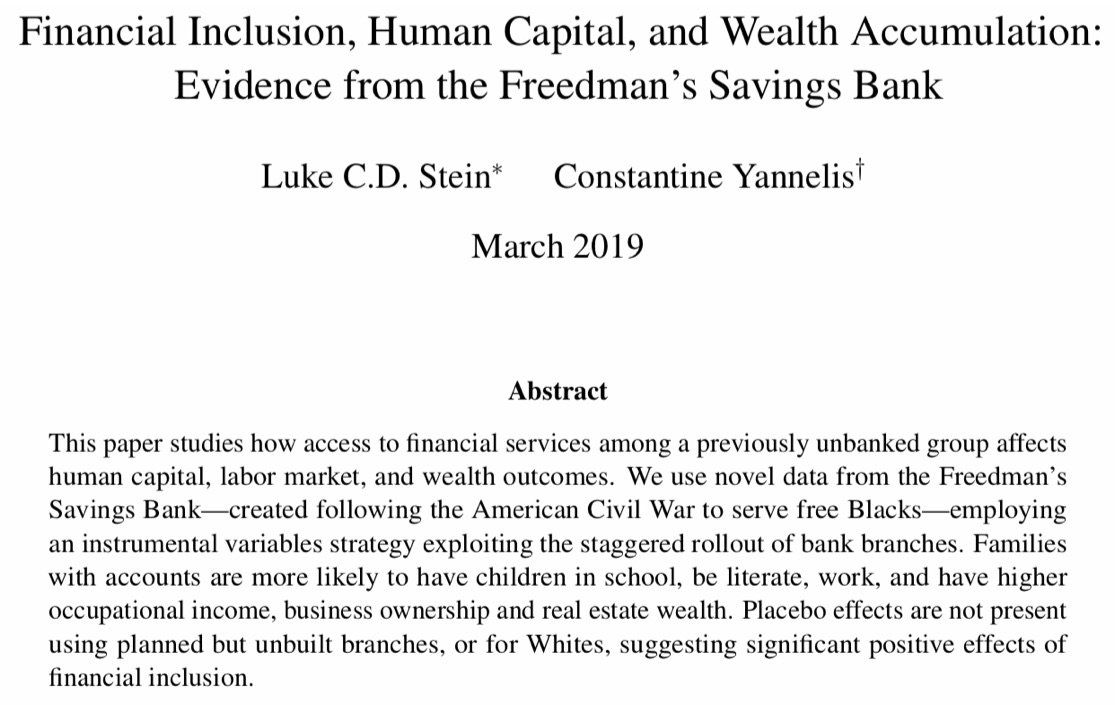 Financial Inclusion, Human Capital, and Wealth Accumulation:
Evidence from the Freedman’s Savings Bank
Luke C.D. Stein* Constantine Yannelis†
March 2019
Abstract
This paper studies how access to financial services among a previously unbanked group affects
human capital, labor market, and wealth outcomes. We use novel data from the Freedman’s
Savings Bank—created following the American Civil War to serve free Blacks—employing
an instrumental variables strategy exploiting the staggered rollout of bank branches. Families
with accounts are more likely to have children in school, be literate, work, and have higher
occupational income, business ownership and real estate wealth. Placebo effects are not present
using planned but unbuilt branches, or for Whites, suggesting significant positive effects of
financial inclusion.